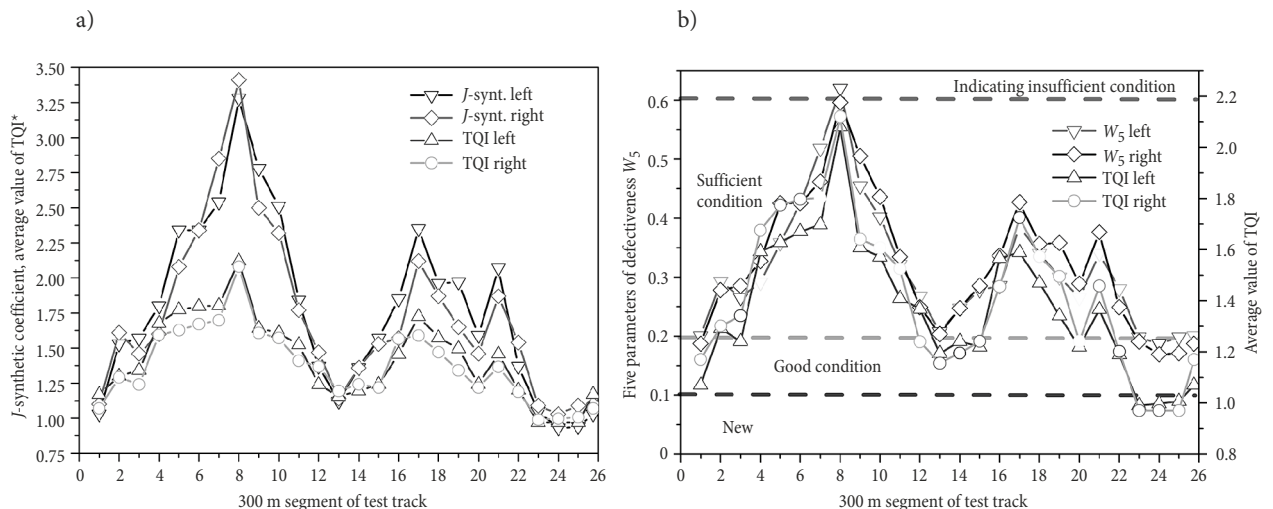 a)
J-synthetic coefficient, average value of TQI*
3.50
3.25
3.00
2.75
2.50
2.25
2.00
1.75
1.50
1.25
1.00
0.75
J-synt. left
J-synt. right
TQI left
TQI right
0 2 4 6 8 10 12 14 16 18 20 22 24 26
300 m segment of test track
b)
Five parameters of defectiveness W5
0.6
0.5
0.4
0.3
0.2
0.1
0
Indicating insufficient condition
W5 left
W5 right
TQI left
TQI right
Sufficient
condition
Good condition
New
2.2
2.0
1.8
1.6
1.4
1.2
1.0
0.8
Average value of TQI
0 2 4 6 8 10 12 14 16 18 20 22 24 26
300 m segment of test track